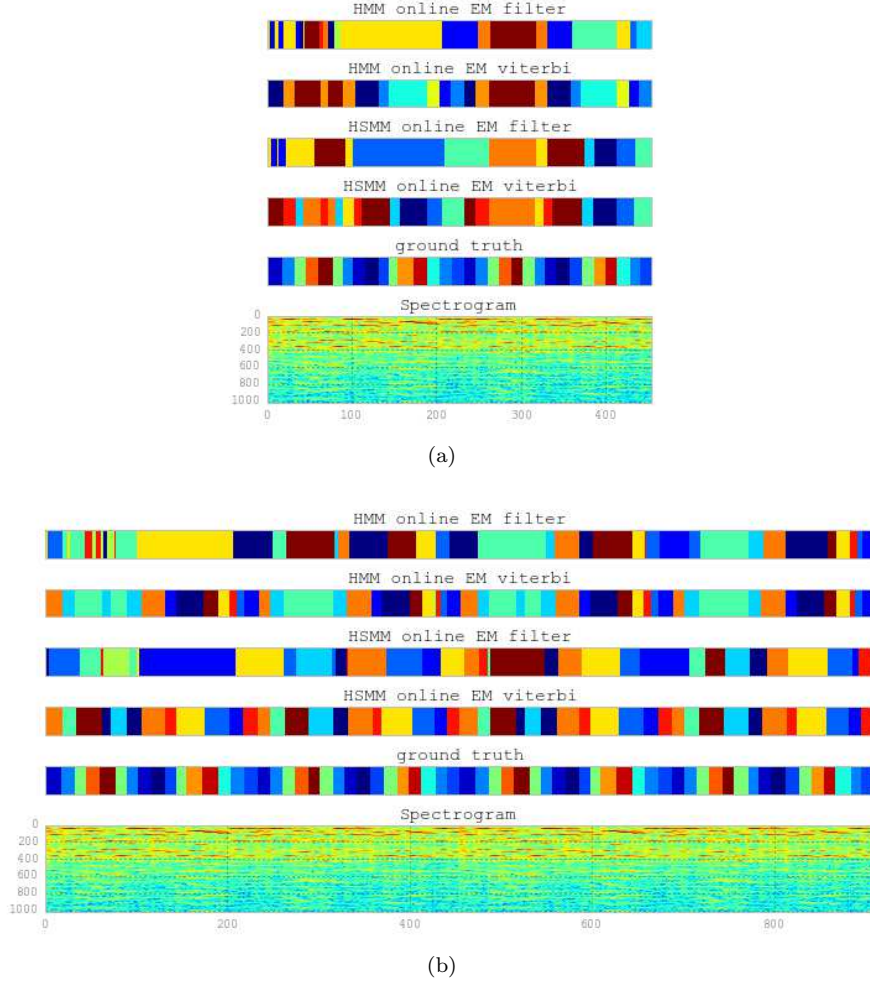 HMM online EM filter
HMM online EM viterbi
HSMM online EM filter
HSMM online EM viterbi
ground truth
Spectrogram
0
200
400
600
800
1000
0 100 200 300 400
(a)
HMM online EM filter
HMM online EM viterbi
HSMM online EM filter
HSMM online EM viterbi
ground truth
Spectrogram
0
200
400
600
800
1000
0 200 400 600 800
(b)